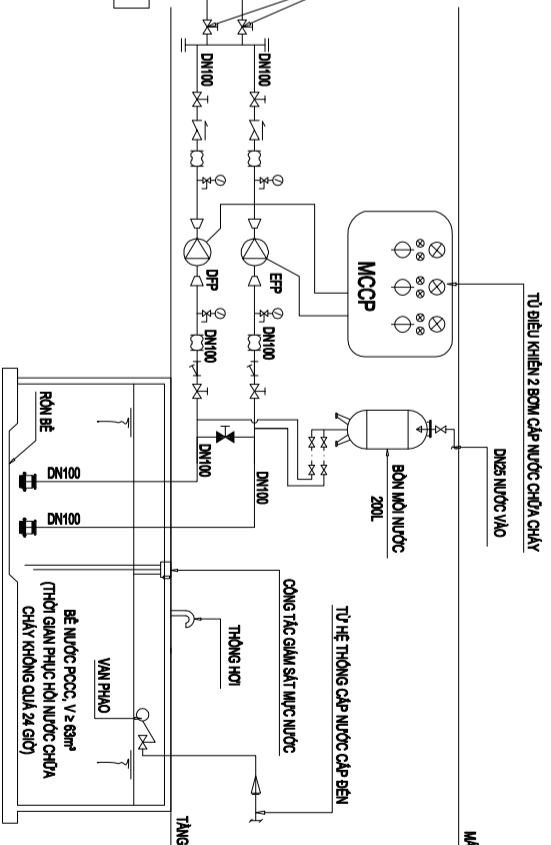 TỦ ĐIỀU KHIỂN 2 BƠM CẤP NƯỚC CHỮA CHÁY
DN25 NƯỚC VÀO
MCCP
BỒN MỒI NƯỚC
200L
DN100
DN100
EFP
DFP
DN100
DN100
DN100
DN100
DN100
DN100
TỪ HỆ THỐNG CẤP NƯỚC CẤP ĐẾN
CÔNG TẮC GIÁM SÁT MỰC NƯỚC
THÔNG HƠI
RỐN BỂ
VAN PHAO
BỂ NƯỚC PCCC, V ≥ 63m³
(THỜI GIAN PHỤC HỒI NƯỚC CHỮA
CHÁY KHÔNG QUÁ 24 GIỜ)
TẦNG